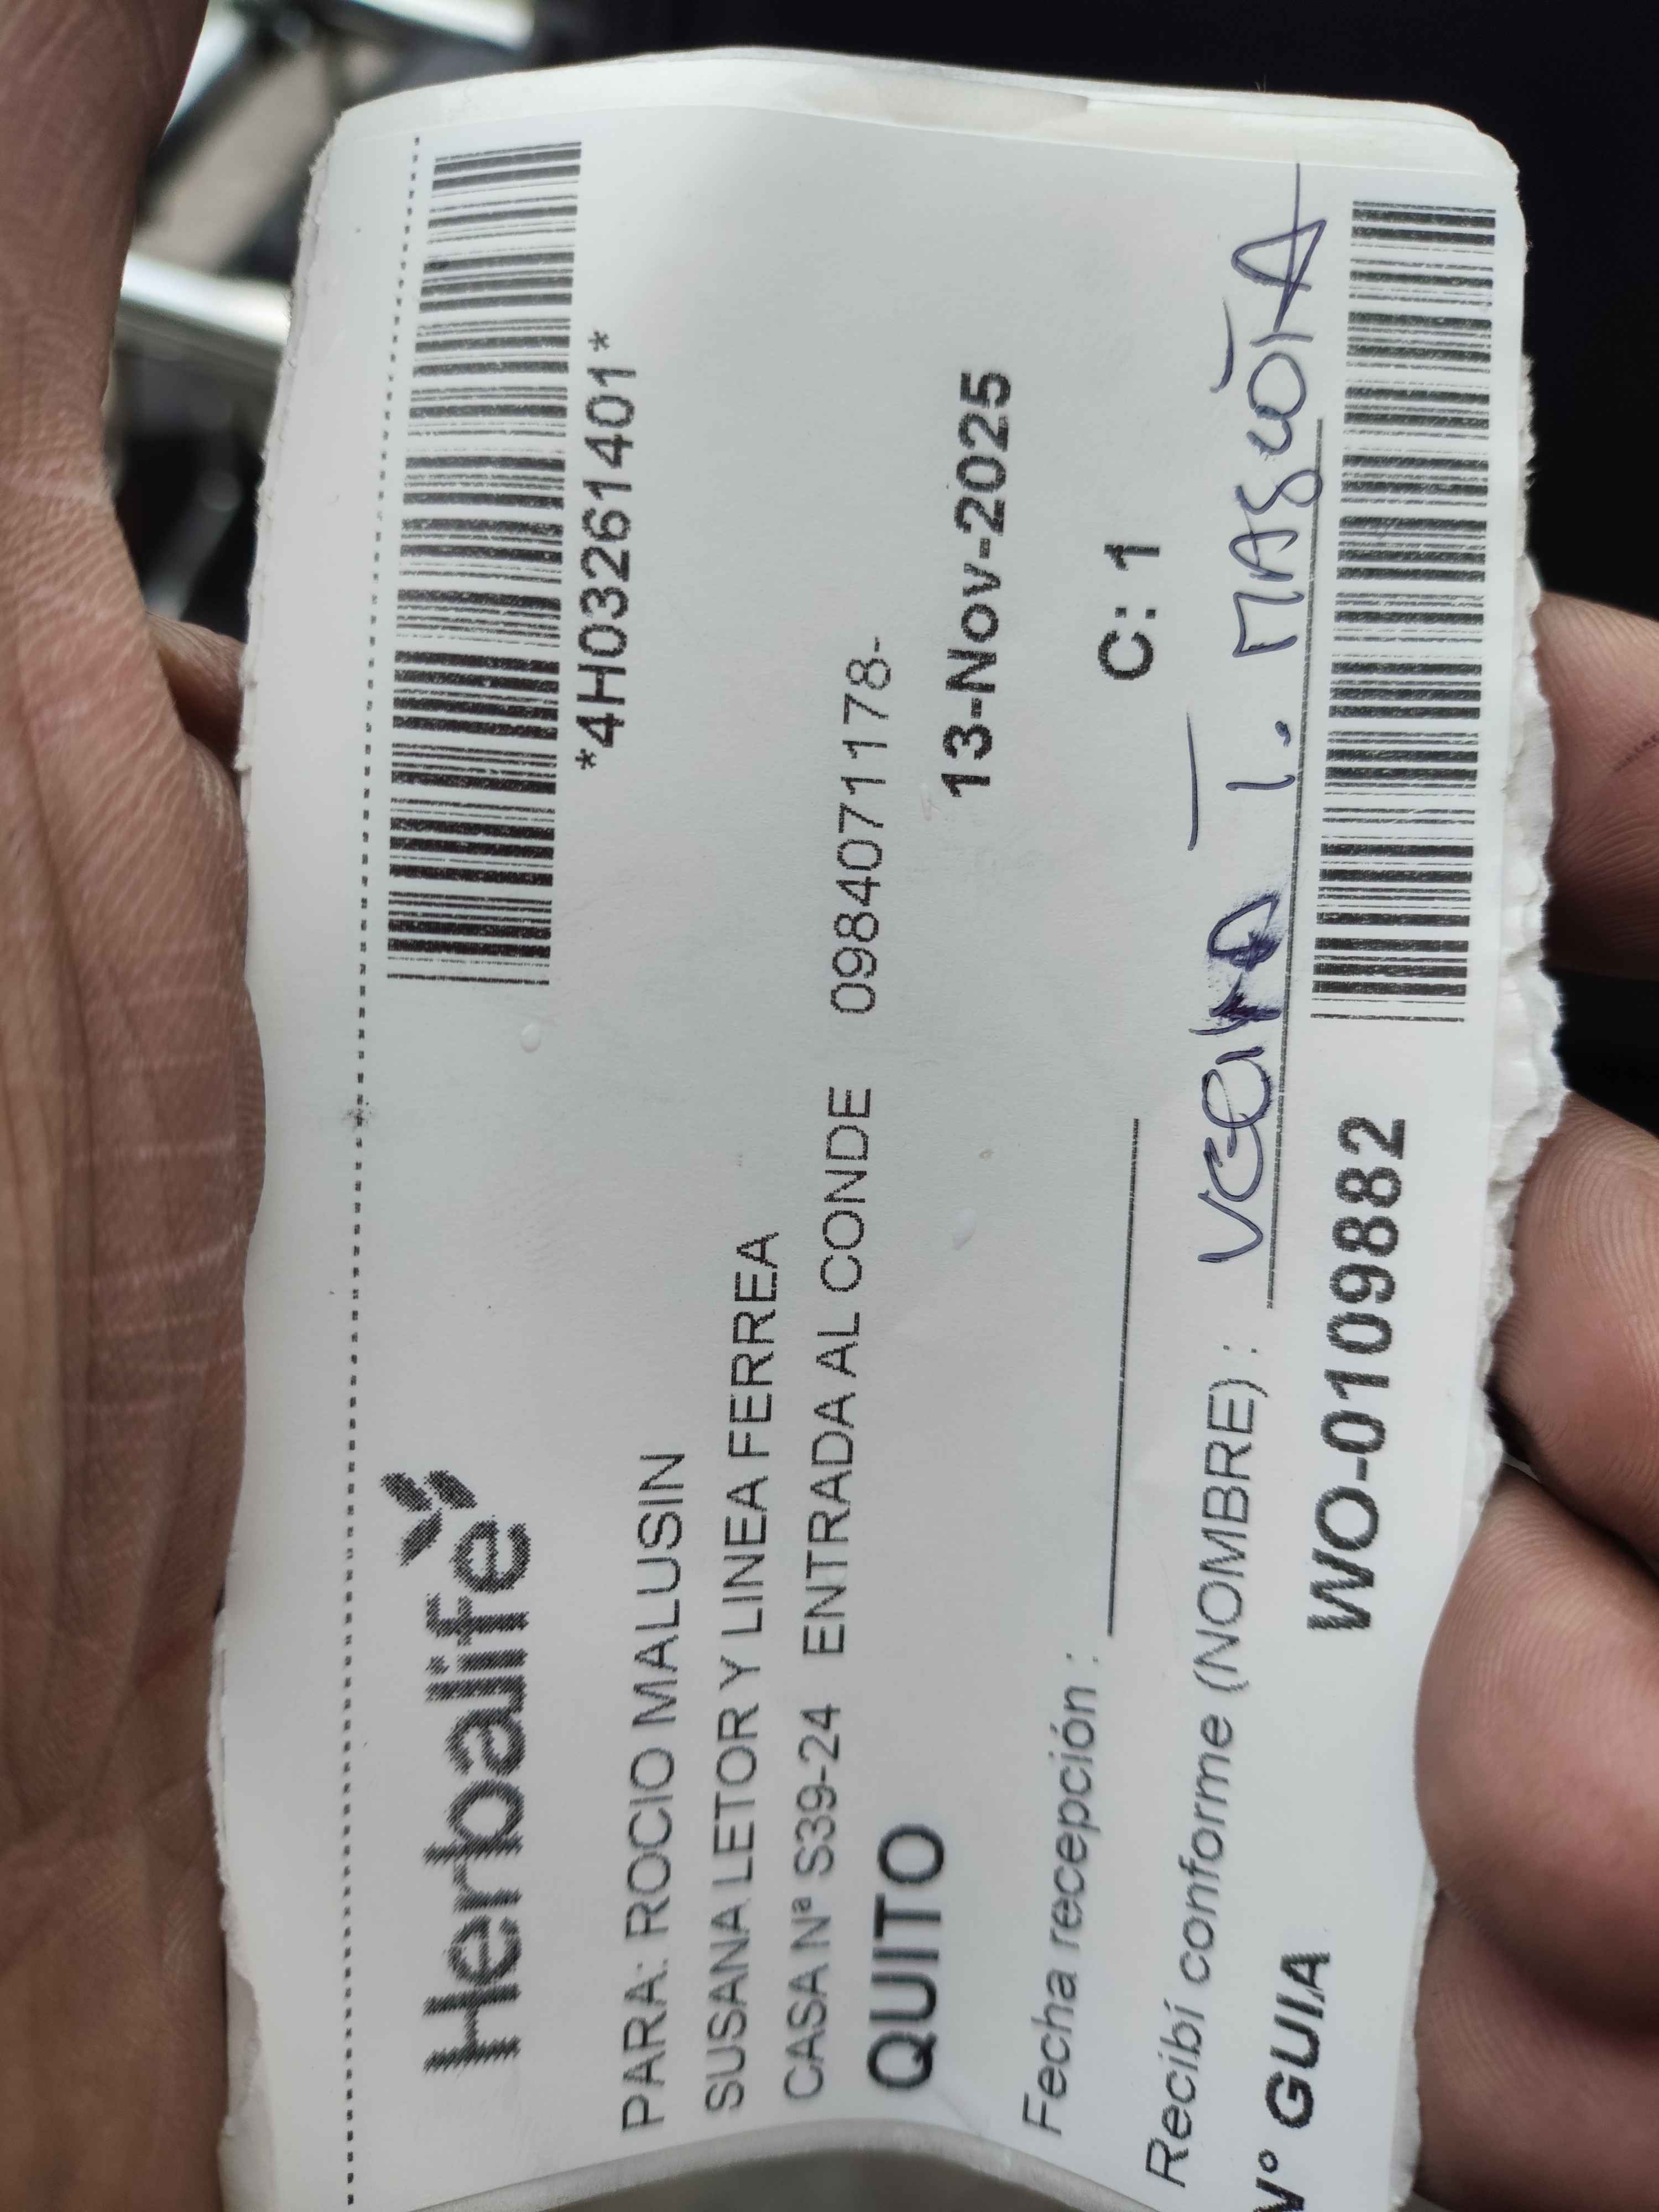 Herbalife
*4H03261401*
PARA: ROCIO MALUSIN
SUSANA LETOR Y LINEA FERREA
CASA Nª S39-24 ENTRADA AL CONDE 0984071178-
QUITO
13-Nov-2025
Fecha recepción :
C: 1
Recibí conforme (NOMBRE) :
Nº GUIA WO-0109882